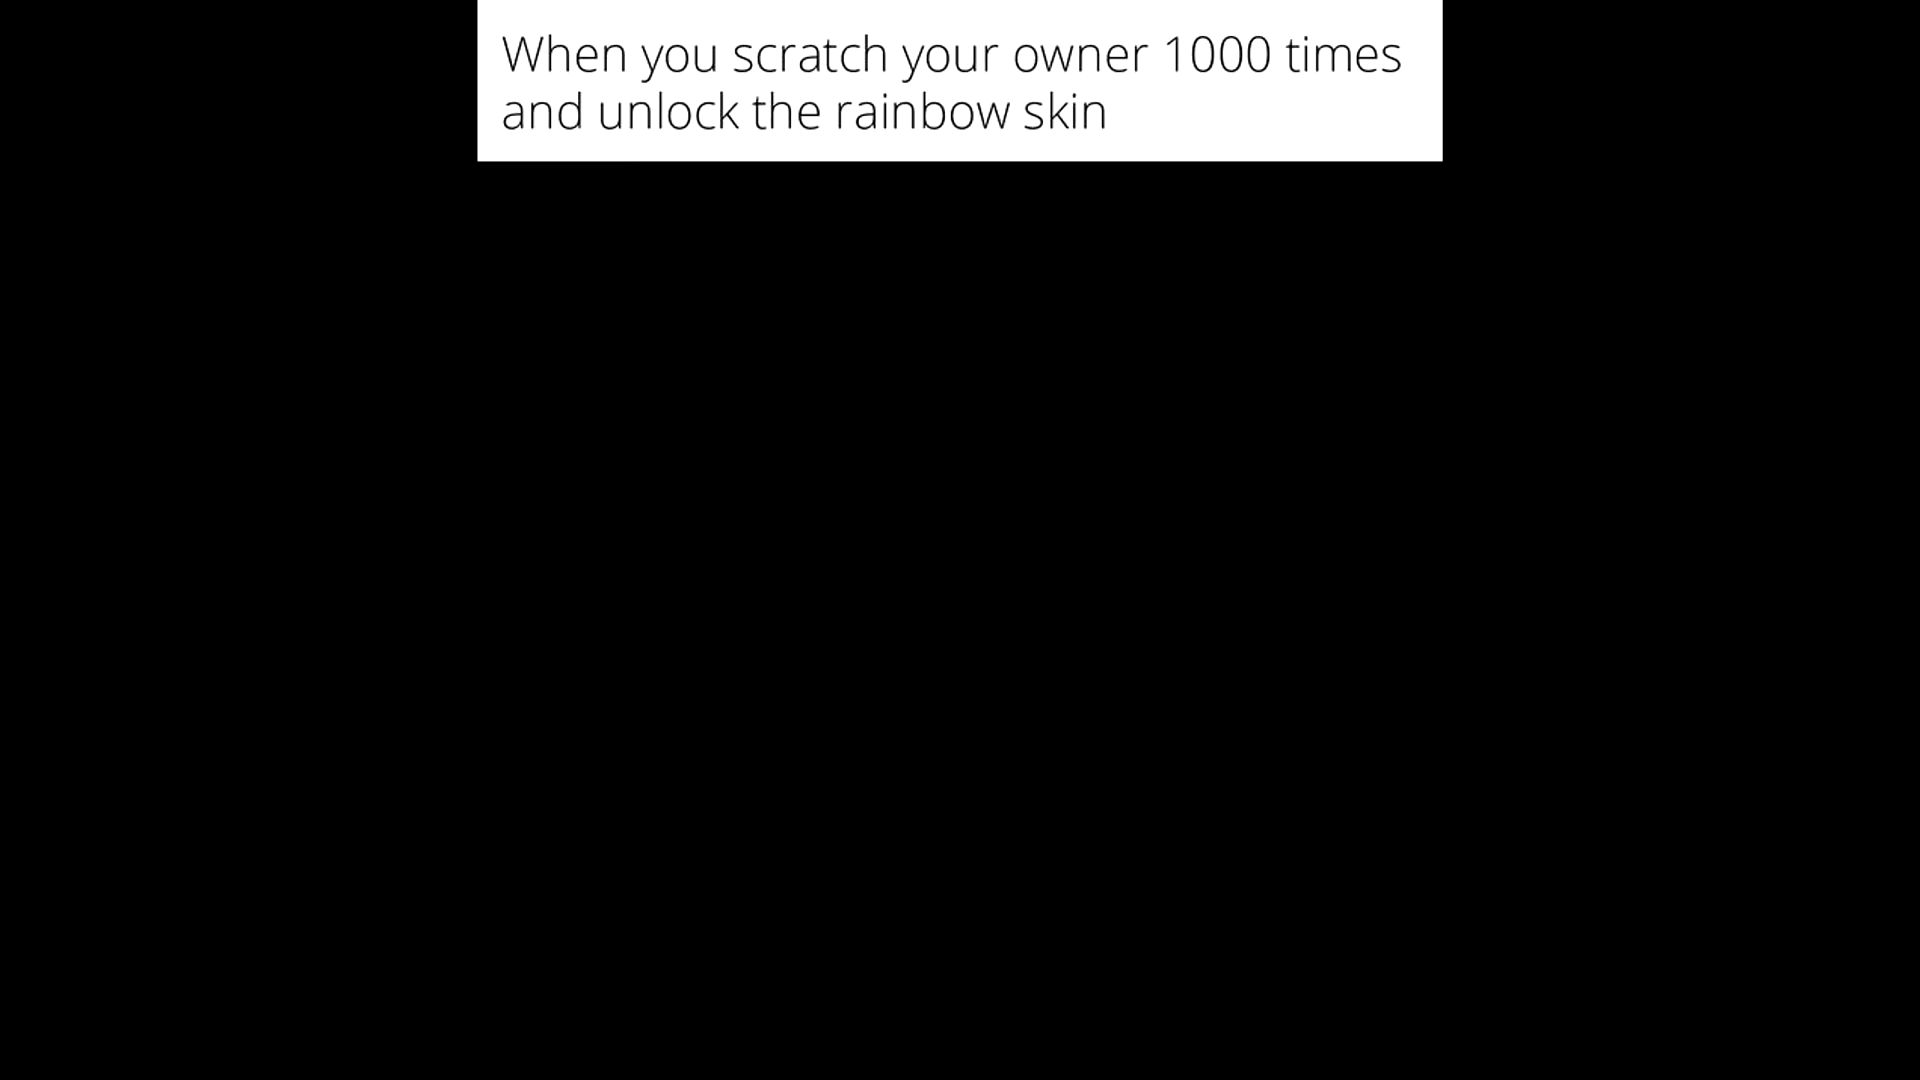 When you scratch your owner 1000 times
and unlock the rainbow skin